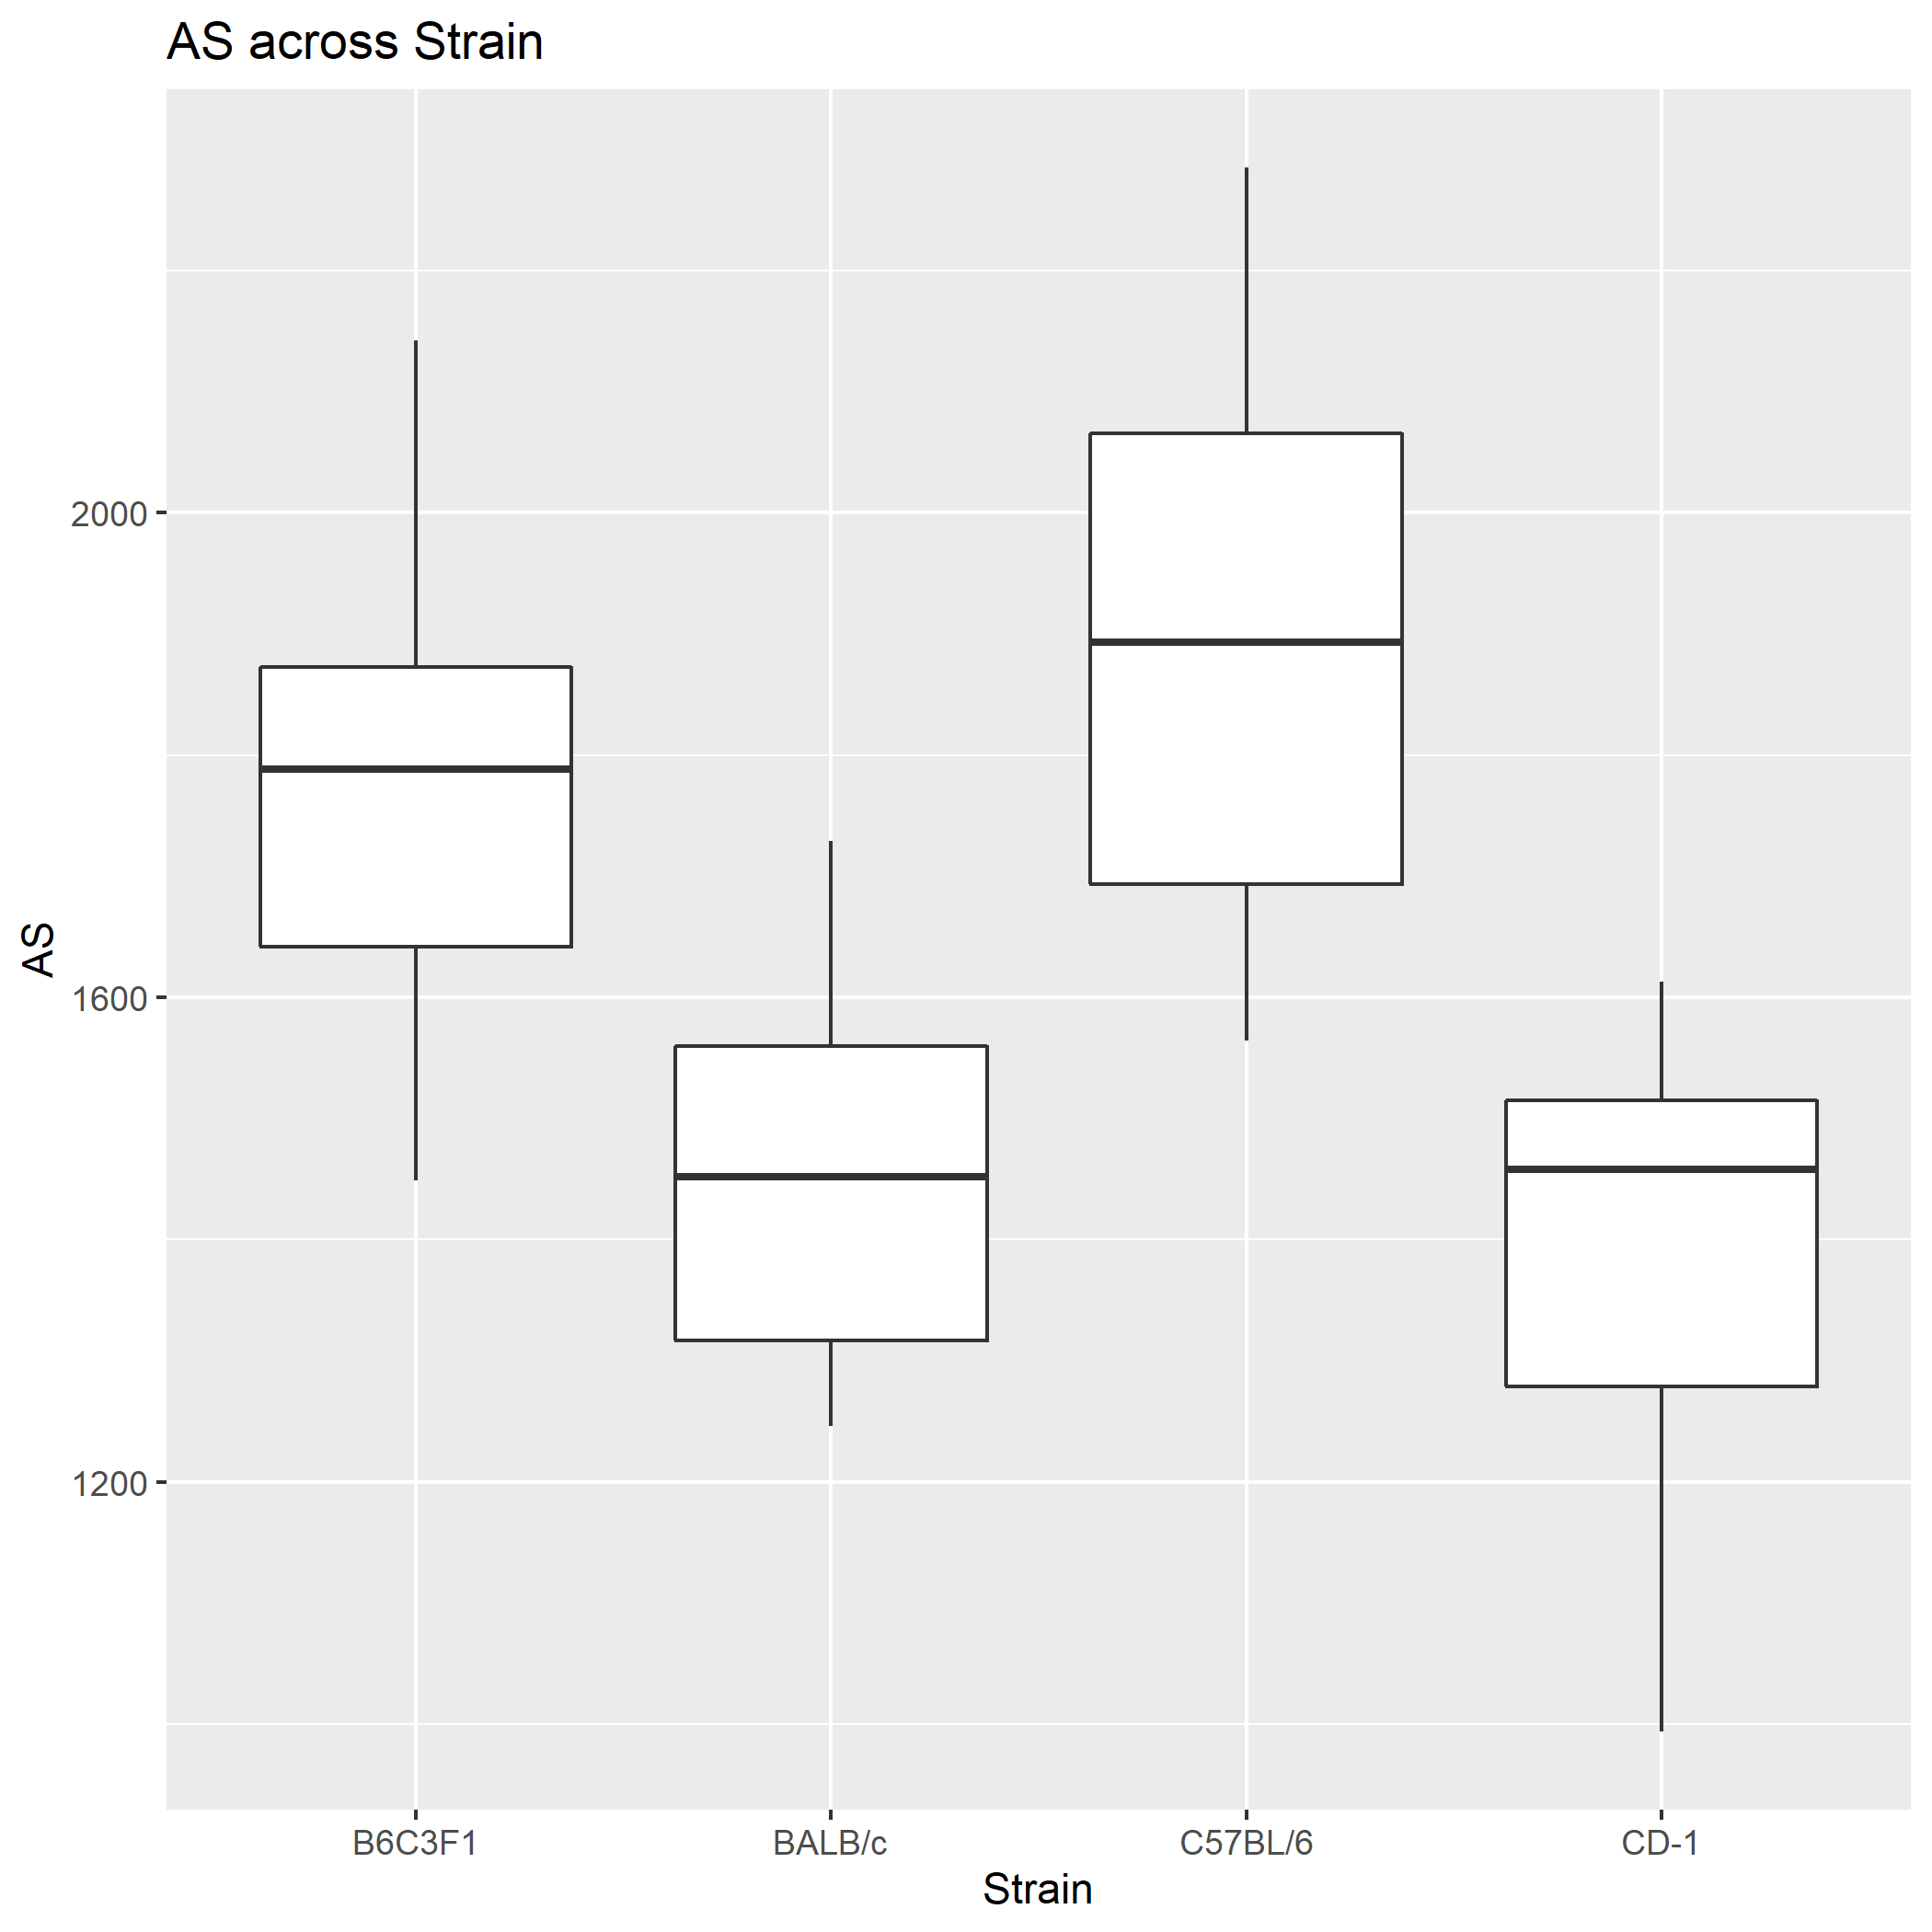 AS across Strain
AS
2000
1600
1200
B6C3F1
BALB/c
C57BL/6
CD-1
Strain